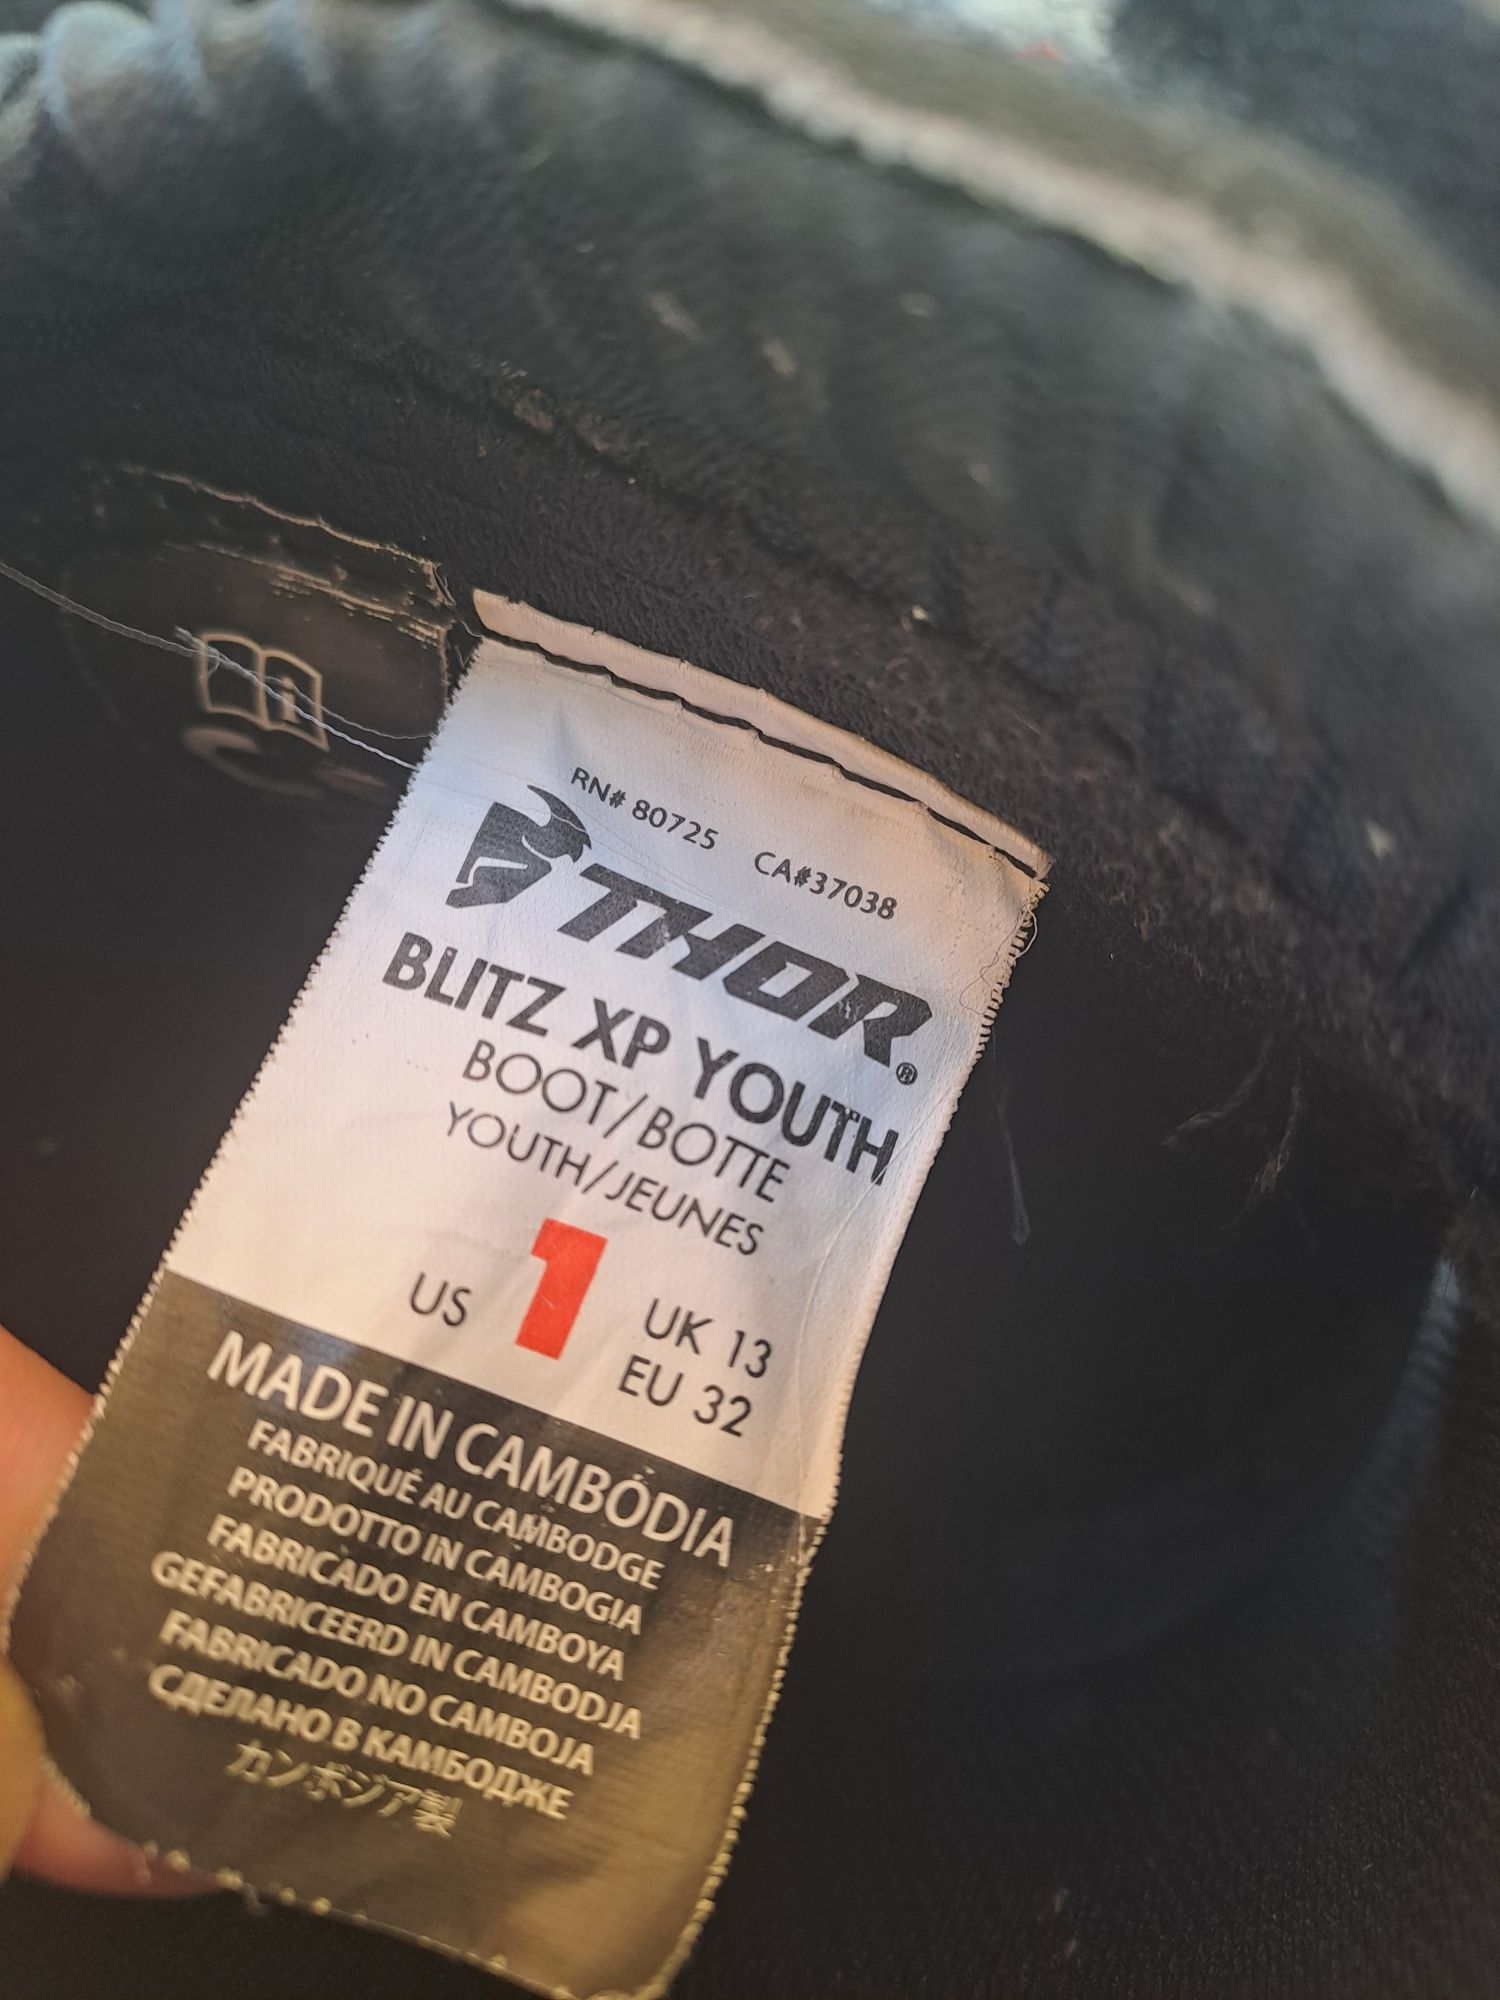 RN# 80725 CA#37038
THOR®
BLITZ XP YOUTH
BOOT/BOTTE
YOUTH/JEUNES
US 1 UK 13
EU 32
MADE IN CAMBODIA
FABRIQUÉ AU CAMBODGE
PRODOTTO IN CAMBOGIA
FABRICADO EN CAMBOYA
GEFABRICEERD IN CAMBODJA
FABRICADO NO CAMBOJA
СДЕЛАНО В КАМБОДЖЕ
カンボジア製